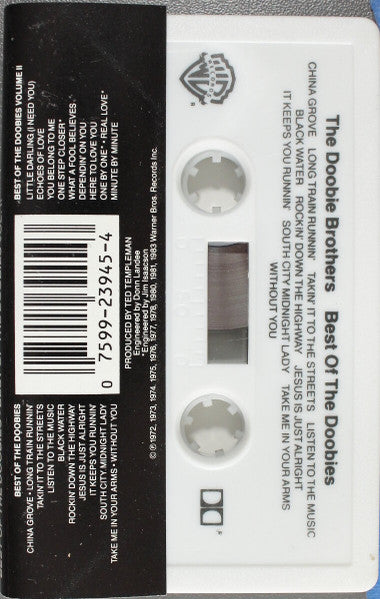 BEST OF THE DOOBIES VOLUME II
LITTLE DARLING (I NEED YOU)
ECHOES OF LOVE
YOU BELONG TO ME
ONE STEP CLOSER*
WHAT A FOOL BELIEVES
DEPENDIN' ON YOU
HERE TO LOVE YOU
ONE BY ONE* • REAL LOVE*
MINUTE BY MINUTE
PRODUCED BY TED TEMPLEMAN
Engineered by Donn Landee
*Engineered by Jim Isaacson
© ℗ 1972, 1973, 1974, 1975, 1976, 1977, 1978, 1980, 1981, 1983 Warner Bros. Records Inc.
0 7599-23945-4
BEST OF THE DOOBIES
CHINA GROVE • LONG TRAIN RUNNIN'
TAKIN' IT TO THE STREETS
LISTEN TO THE MUSIC
BLACK WATER
ROCKIN' DOWN THE HIGHWAY
JESUS IS JUST ALRIGHT
IT KEEPS YOU RUNNIN'
SOUTH CITY MIDNIGHT LADY
TAKE ME IN YOUR ARMS • WITHOUT YOU
The Doobie Brothers Best Of The Doobies
CHINA GROVE LONG TRAIN RUNNIN' TAKIN' IT TO THE STREETS LISTEN TO THE MUSIC
BLACK WATER ROCKIN' DOWN THE HIGHWAY JESUS IS JUST ALRIGHT
IT KEEPS YOU RUNNIN' SOUTH CITY MIDNIGHT LADY TAKE ME IN YOUR ARMS
WITHOUT YOU